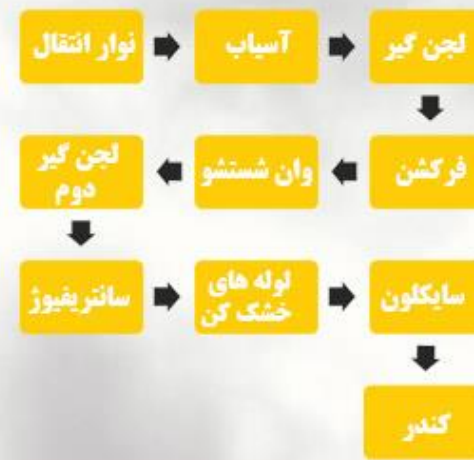 نوار انتقال
آسیاب
لجن گیر
فرکشن
وان شستشو
لجن گیر
دوم
سانتریفیوژ
لوله های
خشک کن
سایکلون
کندر